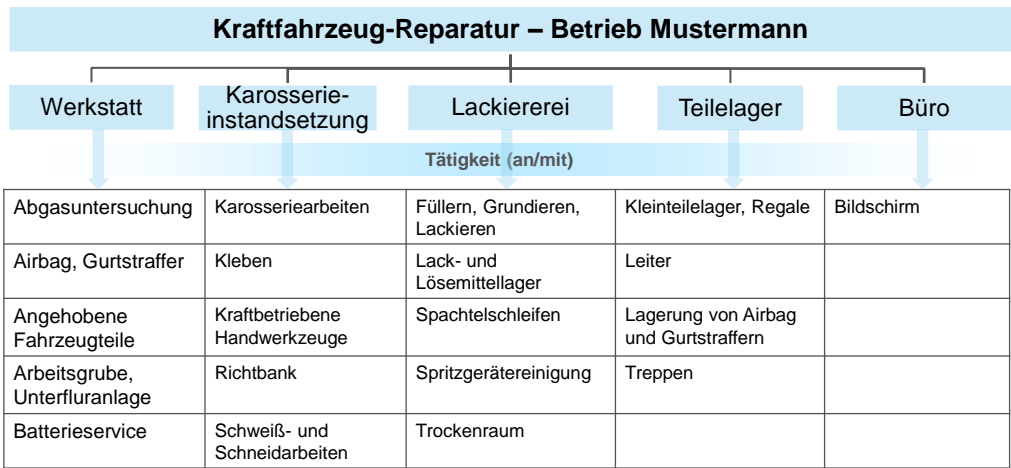 Kraftfahrzeug-Reparatur – Betrieb Mustermann
Werkstatt
Karosserie-
instandsetzung
Lackiererei
Teilelager
Büro
Tätigkeit (an/mit)
Abgasuntersuchung
Karosseriearbeiten
Füllern, Grundieren,
Lackieren
Kleinteilelager, Regale
Bildschirm
Airbag, Gurtstraffer
Kleben
Lack- und
Lösemittellager
Leiter
Angehobene
Fahrzeugteile
Kraftbetriebene
Handwerkzeuge
Spachtelschleifen
Lagerung von Airbag
und Gurtstraffern
Arbeitsgrube,
Unterfluranlage
Richtbank
Spritzgerätereinigung
Treppen
Batterieservice
Schweiß- und
Schneidarbeiten
Trockenraum